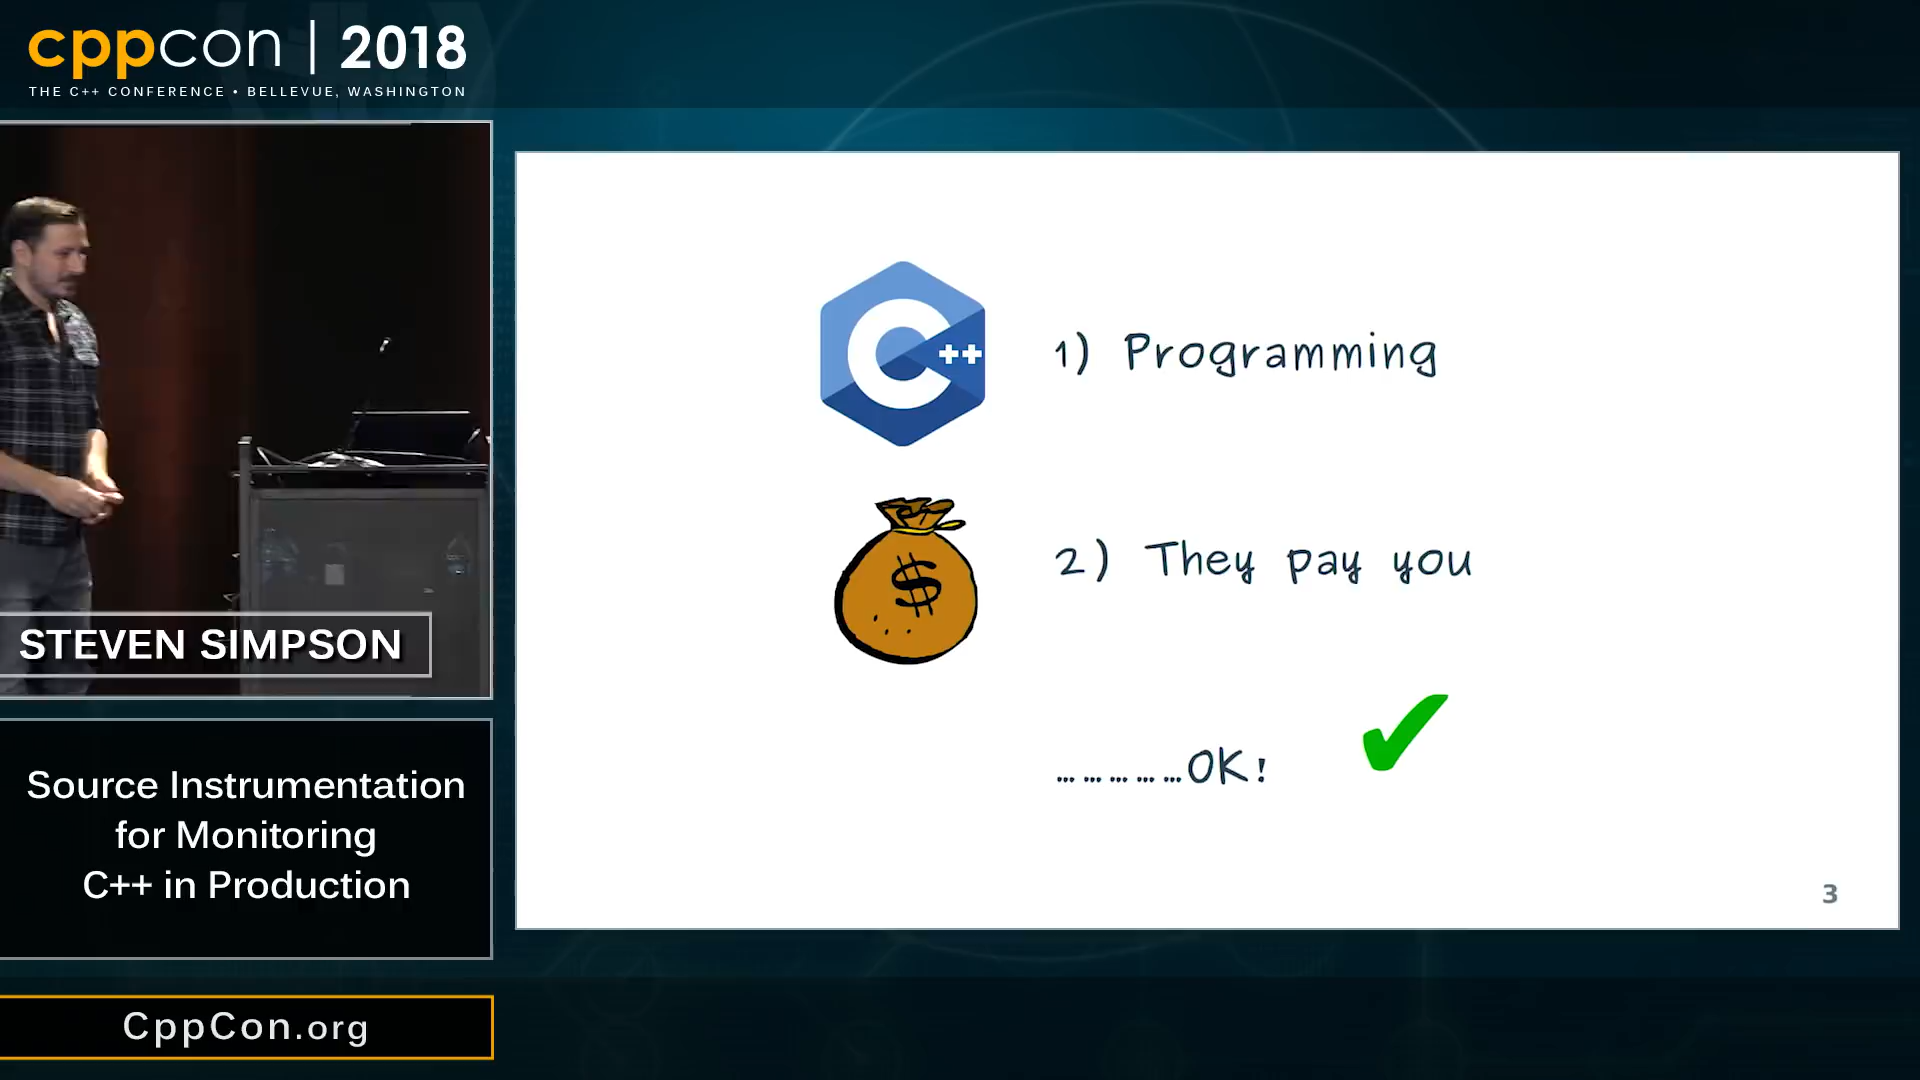 cppcon | 2018
THE C++ CONFERENCE • BELLEVUE, WASHINGTON
STEVEN SIMPSON
Source Instrumentation
for Monitoring
C++ in Production
CppCon.org
C++
1) Programming
$
2) They pay you
……………OK!
3